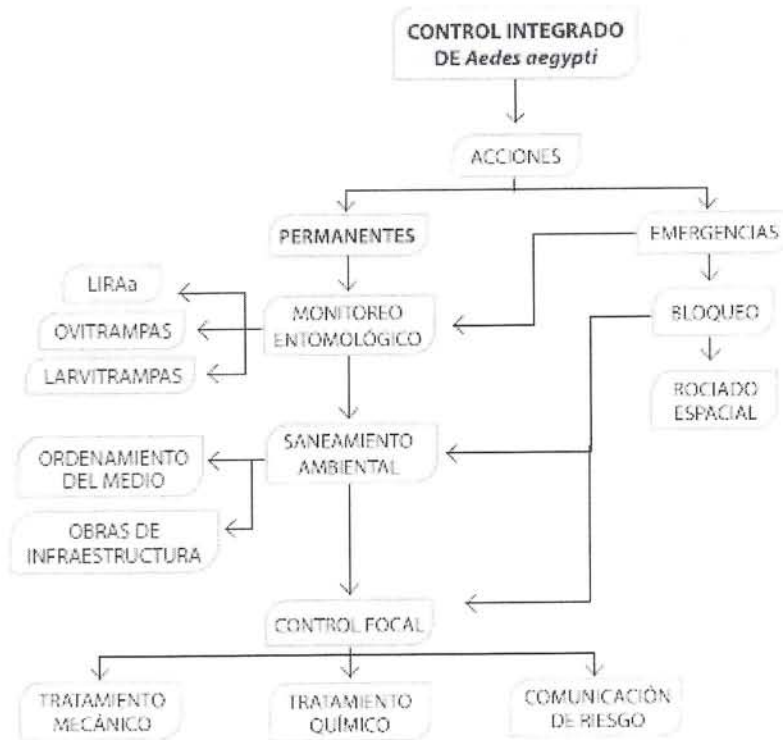 CONTROL INTEGRADO
DE Aedes aegypti
ACCIONES
PERMANENTES
EMERGENCIAS
LIRAa
OVITRAMPAS
LARVITRAMPAS
MONITOREO
ENTOMOLÓGICO
BLOQUEO
ROCIADO
ESPACIAL
ORDENAMIENTO
DEL MEDIO
SANEAMIENTO
AMBIENTAL
OBRAS DE
INFRAESTRUCTURA
CONTROL FOCAL
TRATAMIENTO
MECÁNICO
TRATAMIENTO
QUÍMICO
COMUNICACIÓN
DE RIESGO